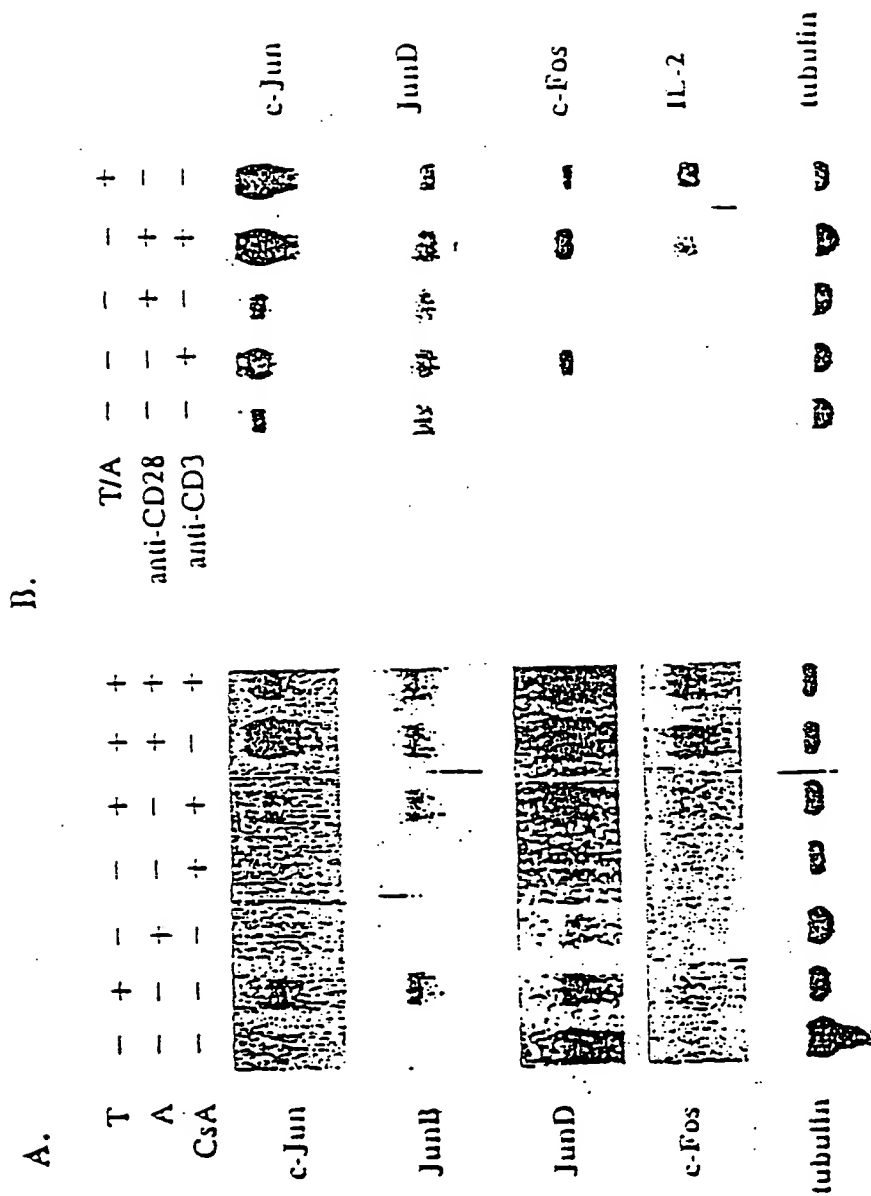 A.
T − + − − + + +
A − − + − − + +
CsA − − − + + − +
c-Jun
JunB
JunD
c-Fos
tubulin
B.
T/A − − − − +
anti-CD28 − − + + −
anti-CD3 − + − + −
c-Jun
JunD
c-Fos
IL-2
tubulin